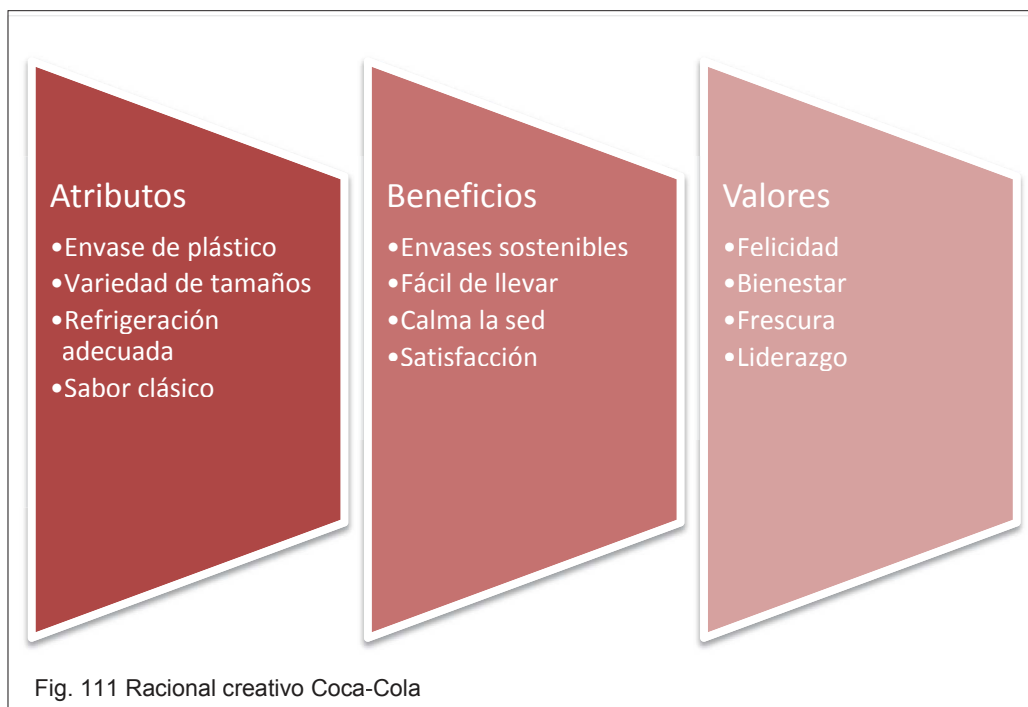 Atributos
•Envase de plástico
•Variedad de tamaños
•Refrigeración
adecuada
•Sabor clásico
Beneficios
•Envases sostenibles
•Fácil de llevar
•Calma la sed
•Satisfacción
Valores
•Felicidad
•Bienestar
•Frescura
•Liderazgo
Fig. 111 Racional creativo Coca-Cola